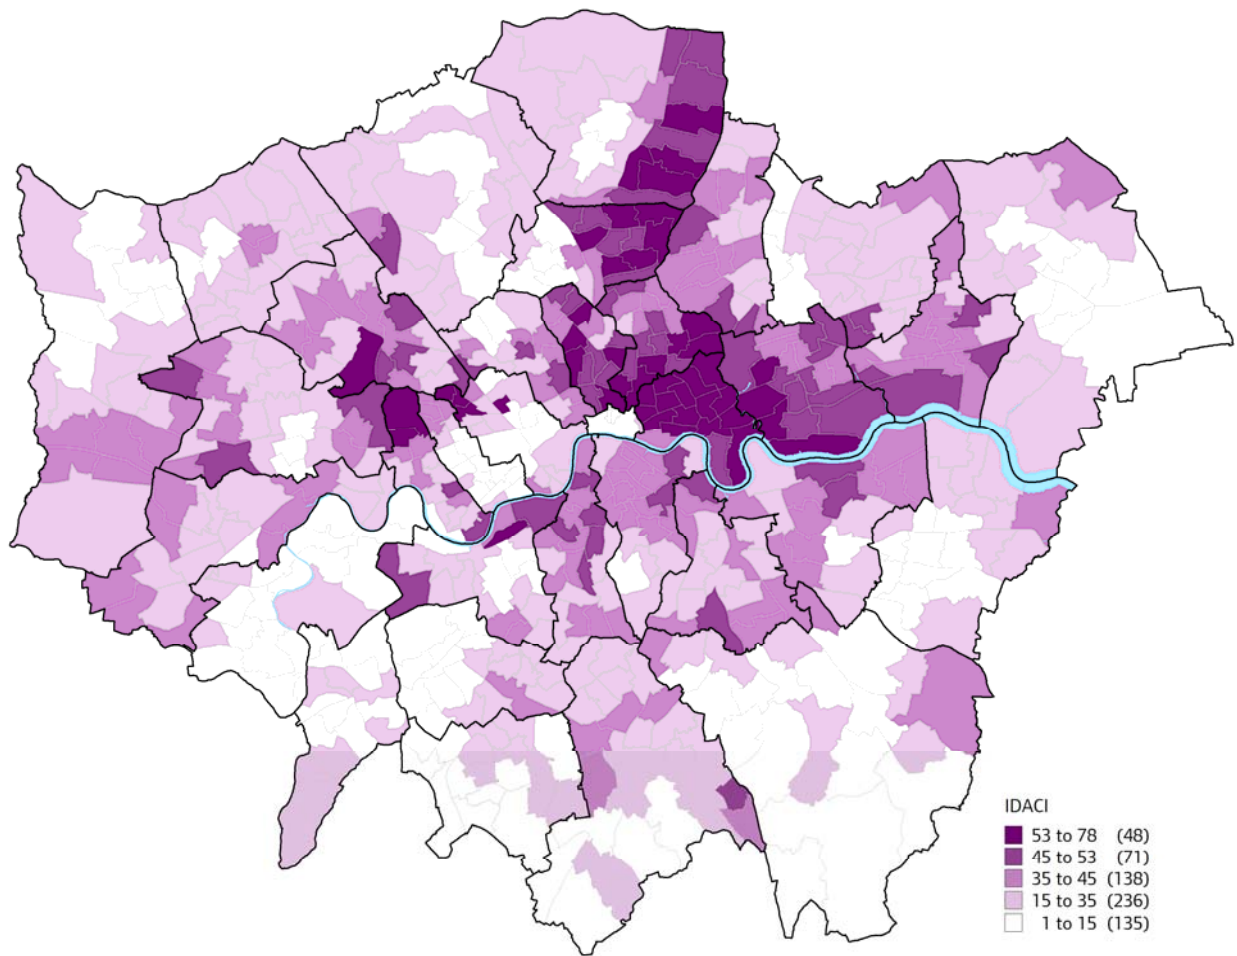 IDACI
53 to 78 (48)
45 to 53 (71)
35 to 45 (138)
15 to 35 (236)
1 to 15 (135)